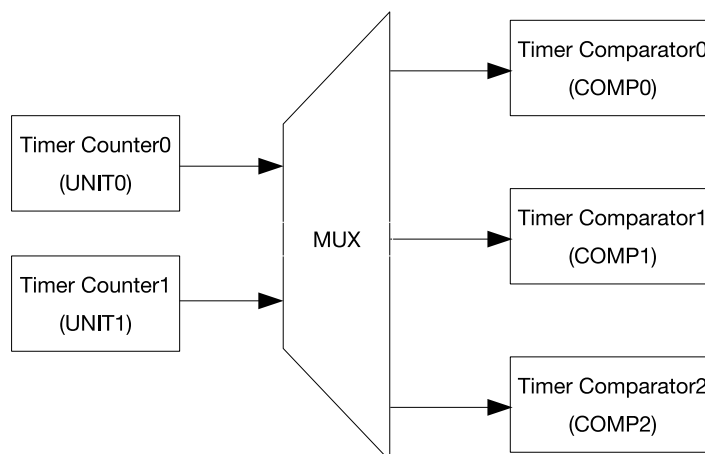 Timer Counter0
(UNIT0)
Timer Counter1
(UNIT1)
MUX
Timer Comparator0
(COMP0)
Timer Comparator1
(COMP1)
Timer Comparator2
(COMP2)